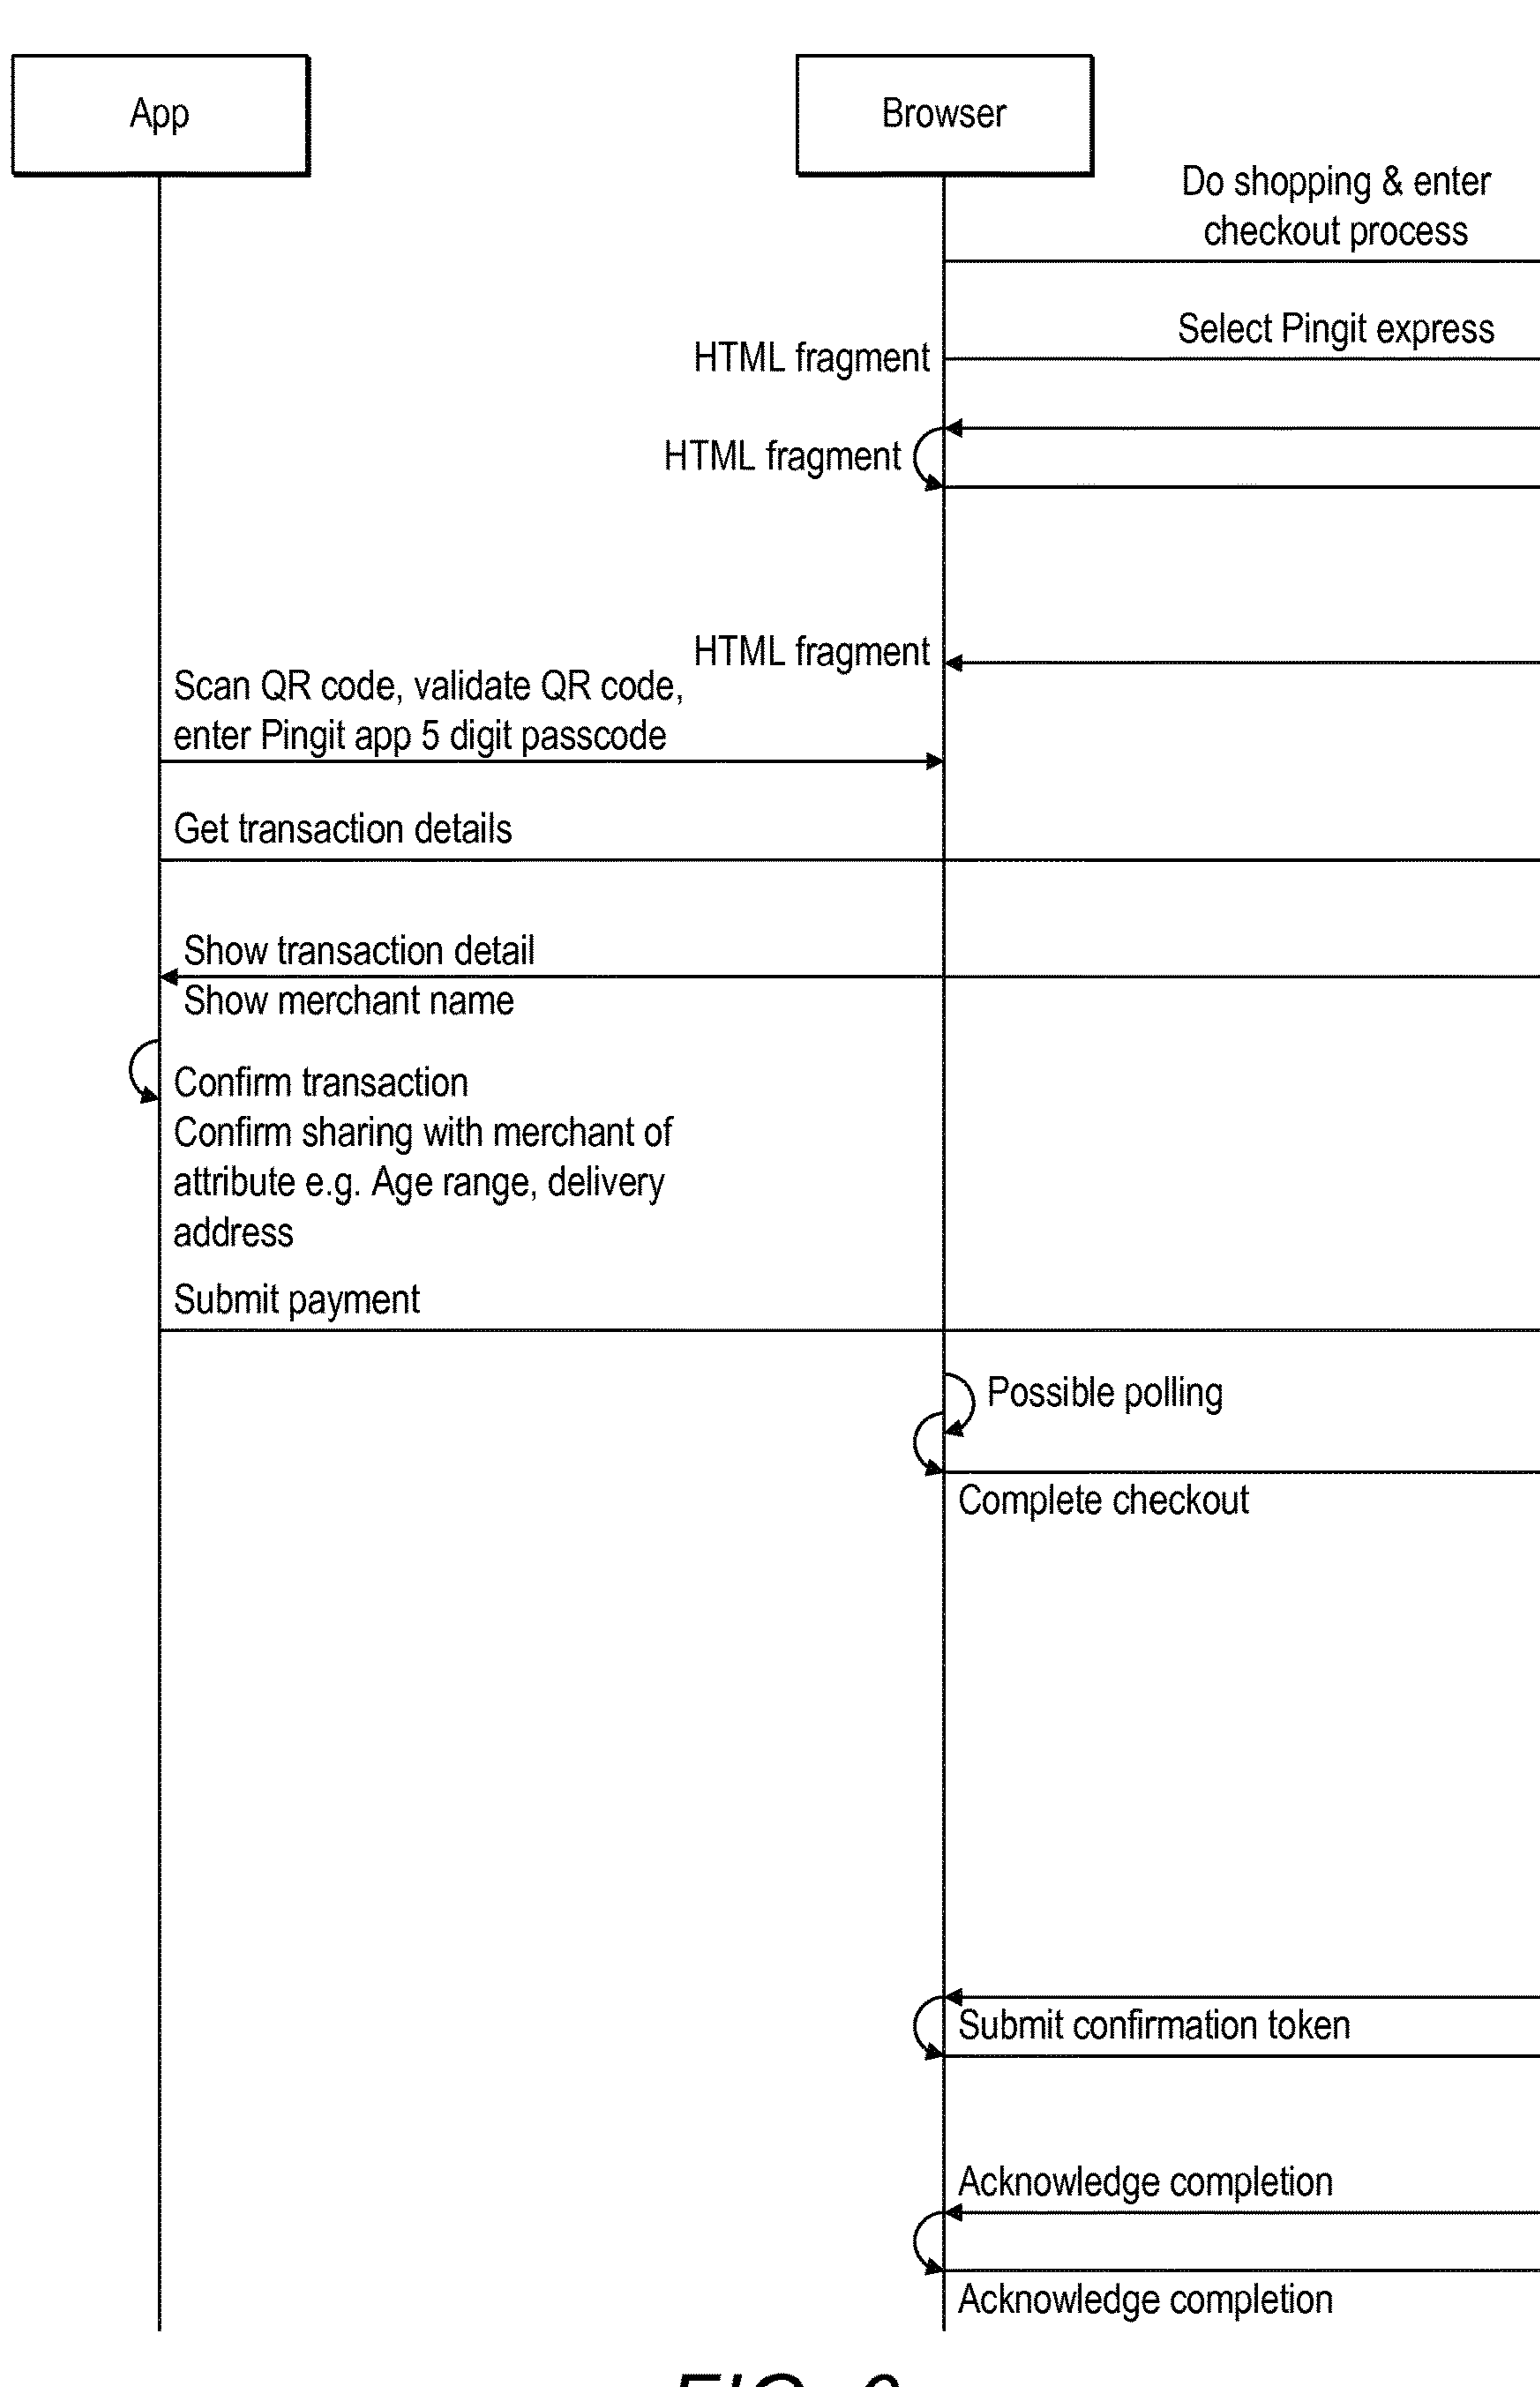 App
Browser
Do shopping & enter
checkout process
Select Pingit express
HTML fragment
HTML fragment
HTML fragment
Scan QR code, validate QR code,
enter Pingit app 5 digit passcode
Get transaction details
Show transaction detail
Show merchant name
Confirm transaction
Confirm sharing with merchant of
attribute e.g. Age range, delivery
address
Submit payment
Possible polling
Complete checkout
Submit confirmation token
Acknowledge completion
Acknowledge completion